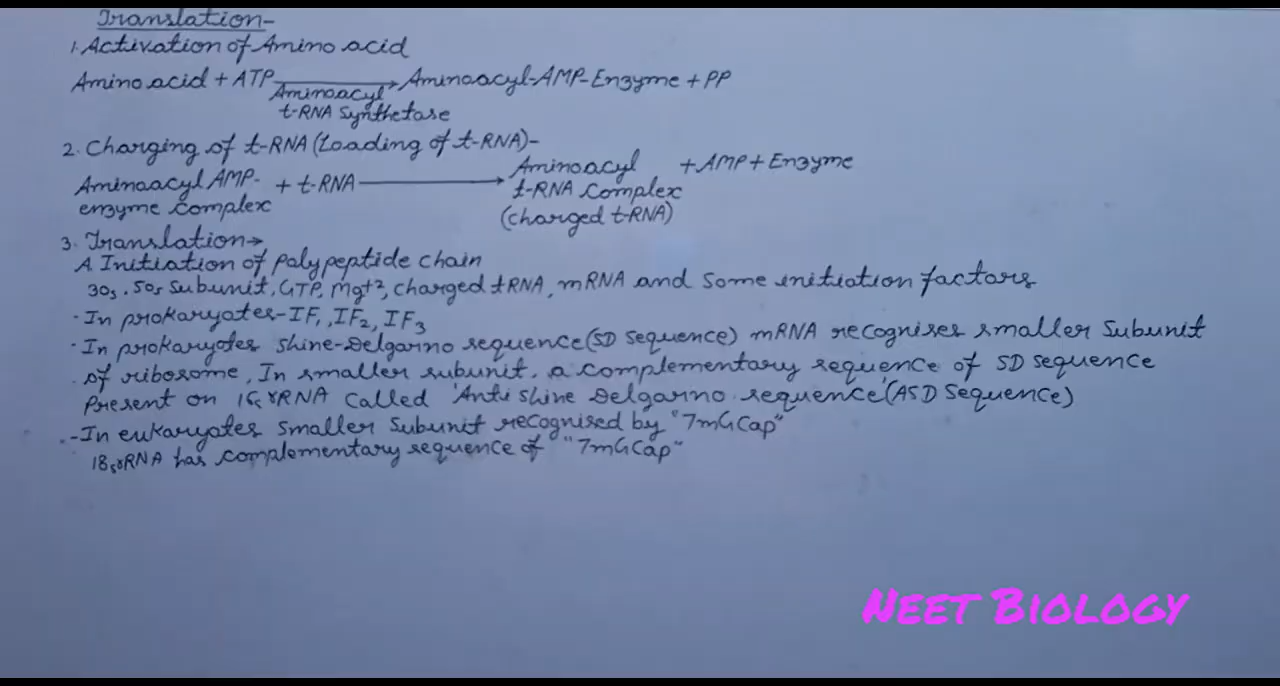 Translation-
1. Activation of Amino acid
Amino acid + ATP → Aminoacyl-AMP-Enzyme + PP
Aminoacyl
t-RNA Synthetase
2. Charging of t-RNA (Loading of t-RNA)-
Aminoacyl AMP- + t-RNA → Aminoacyl + AMP + Enzyme
enzyme complex t-RNA Complex
(charged t-RNA)
3. Translation→
A Initiation of polypeptide chain
30s, 50s Subunit, GTP, Mg+2, charged tRNA, mRNA and some initiation factors
· In prokaryotes-IF1, IF2, IF3
· In prokaryotes Shine-Delgarno sequence(SD sequence) mRNA recognises smaller Subunit
of ribosome, In smaller subunit, a complementary sequence of SD sequence
Present on 16s rRNA called 'Anti shine Delgarno sequence'(ASD Sequence)
- In eukaryotes smaller Subunit recognised by "7mG Cap"
18s rRNA has complementary sequence of "7mG Cap"
Neet Biology